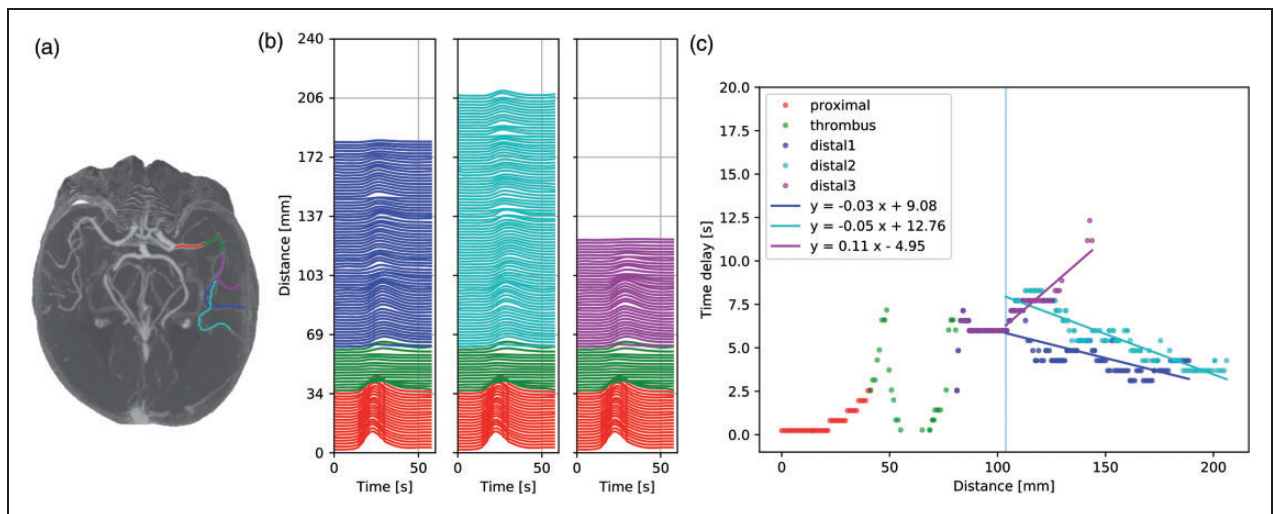 (a)
(b)
240
206
172
137
103
69
34
0
Distance [mm]
0 50
Time [s]
0 50
Time [s]
0 50
Time [s]
(c)
20.0
17.5
15.0
12.5
10.0
7.5
5.0
2.5
0.0
Time delay [s]
proximal
thrombus
distal1
distal2
distal3
y = -0.03 x + 9.08
y = -0.05 x + 12.76
y = 0.11 x - 4.95
0 50 100 150 200
Distance [mm]